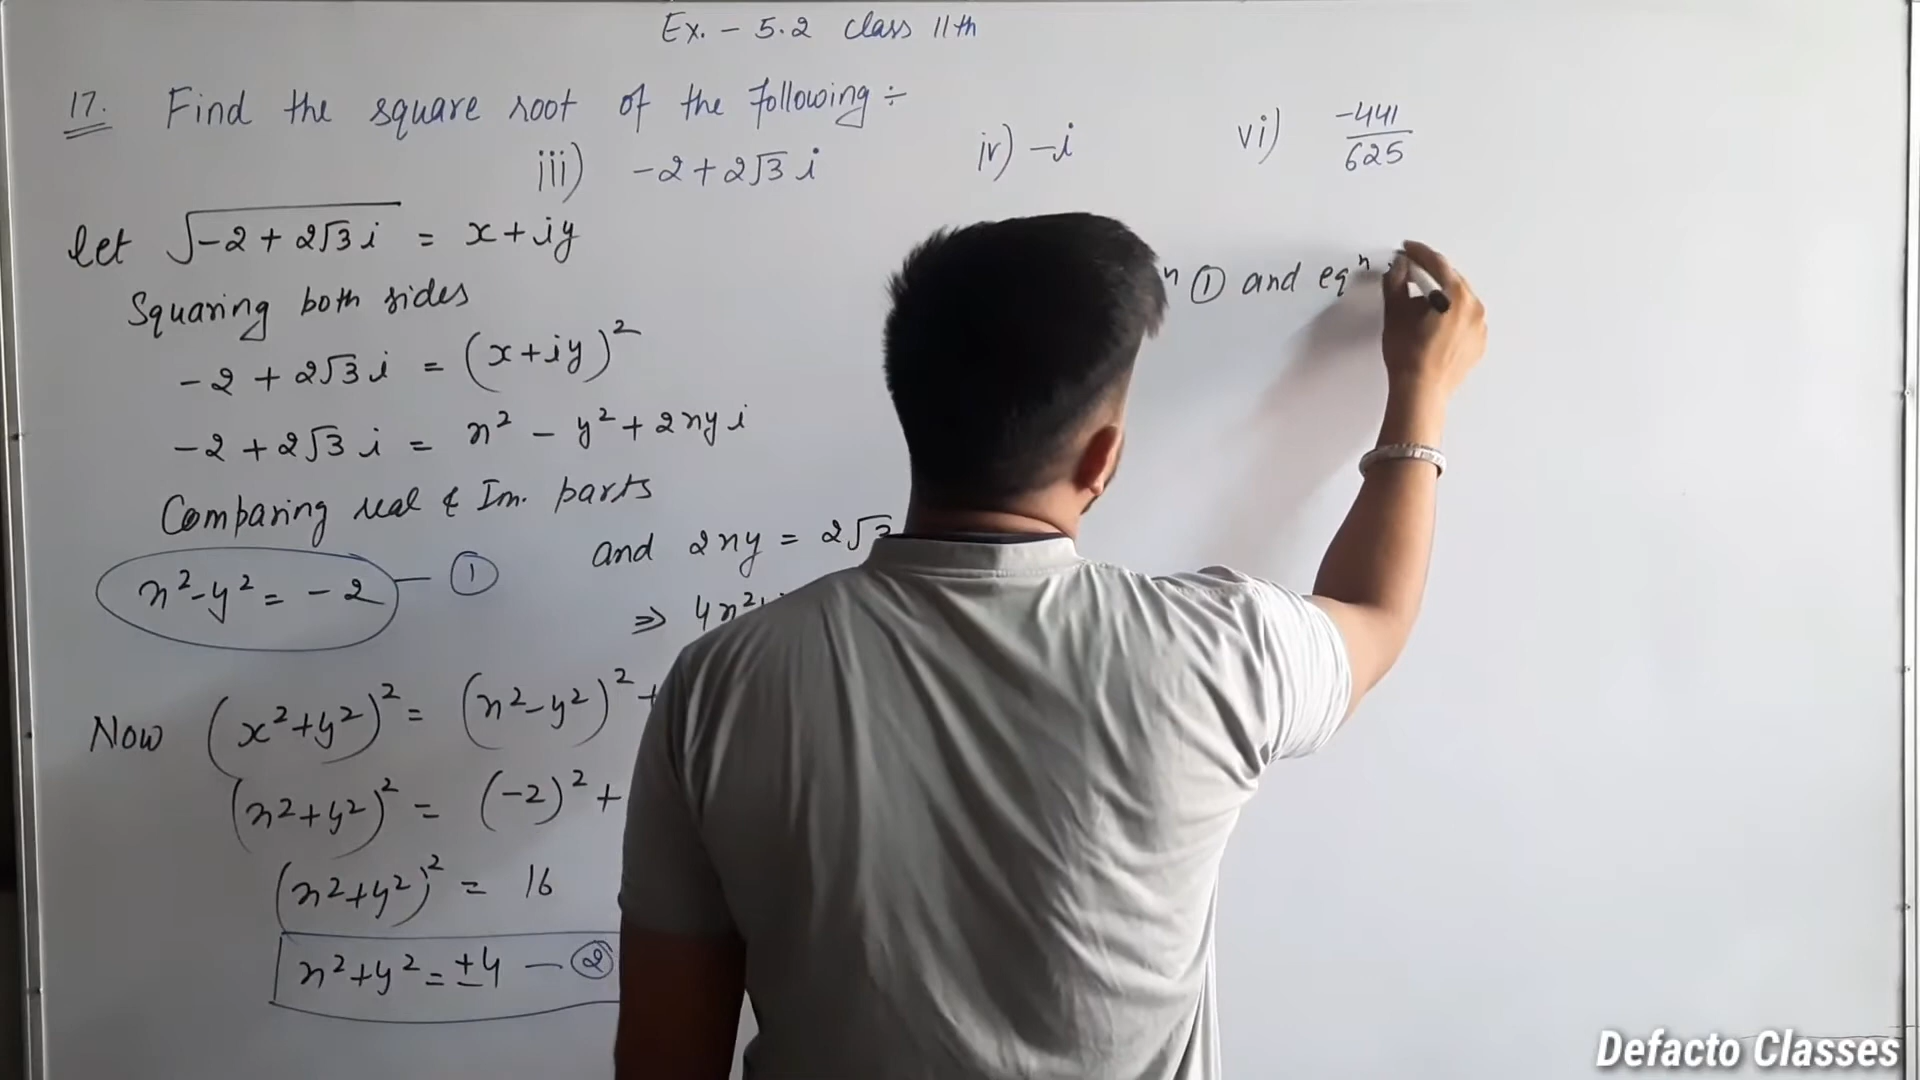 Ex. - 5.2 class 11th
17. Find the square root of the following ÷
iii) -2+2√3 i iv) -i vi) -441/625
let √-2+2√3 i = x+iy
Squaring both sides
-2+2√3 i = (x+iy)²
-2+2√3 i = x² - y² + 2xy i
Comparing real & Im. parts
x²-y² = -2 — ①
and 2xy = 2√3
⇒ 4x²
Now (x²+y²)² = (x²-y²)² +
(x²+y²)² = (-2)² +
(x²+y²)² = 16
x²+y² = ±4 — ②
n ① and eqⁿ
Defacto Classes